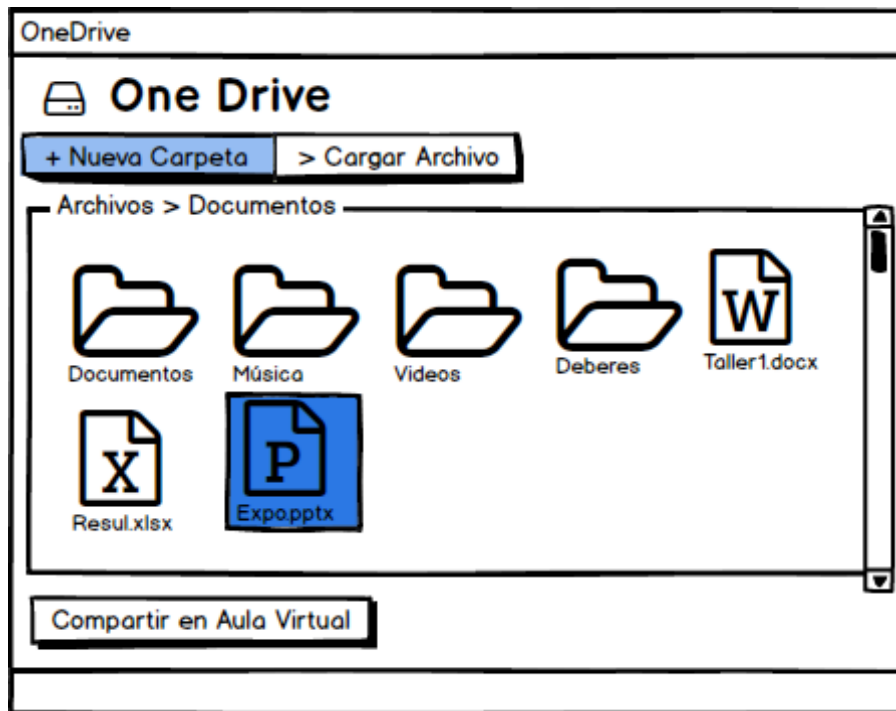 OneDrive
One Drive
+ Nueva Carpeta > Cargar Archivo
Archivos > Documentos
W
Documentos Música Videos Deberes Taller1.docx
X P
Resul.xlsx Expo.pptx
Compartir en Aula Virtual